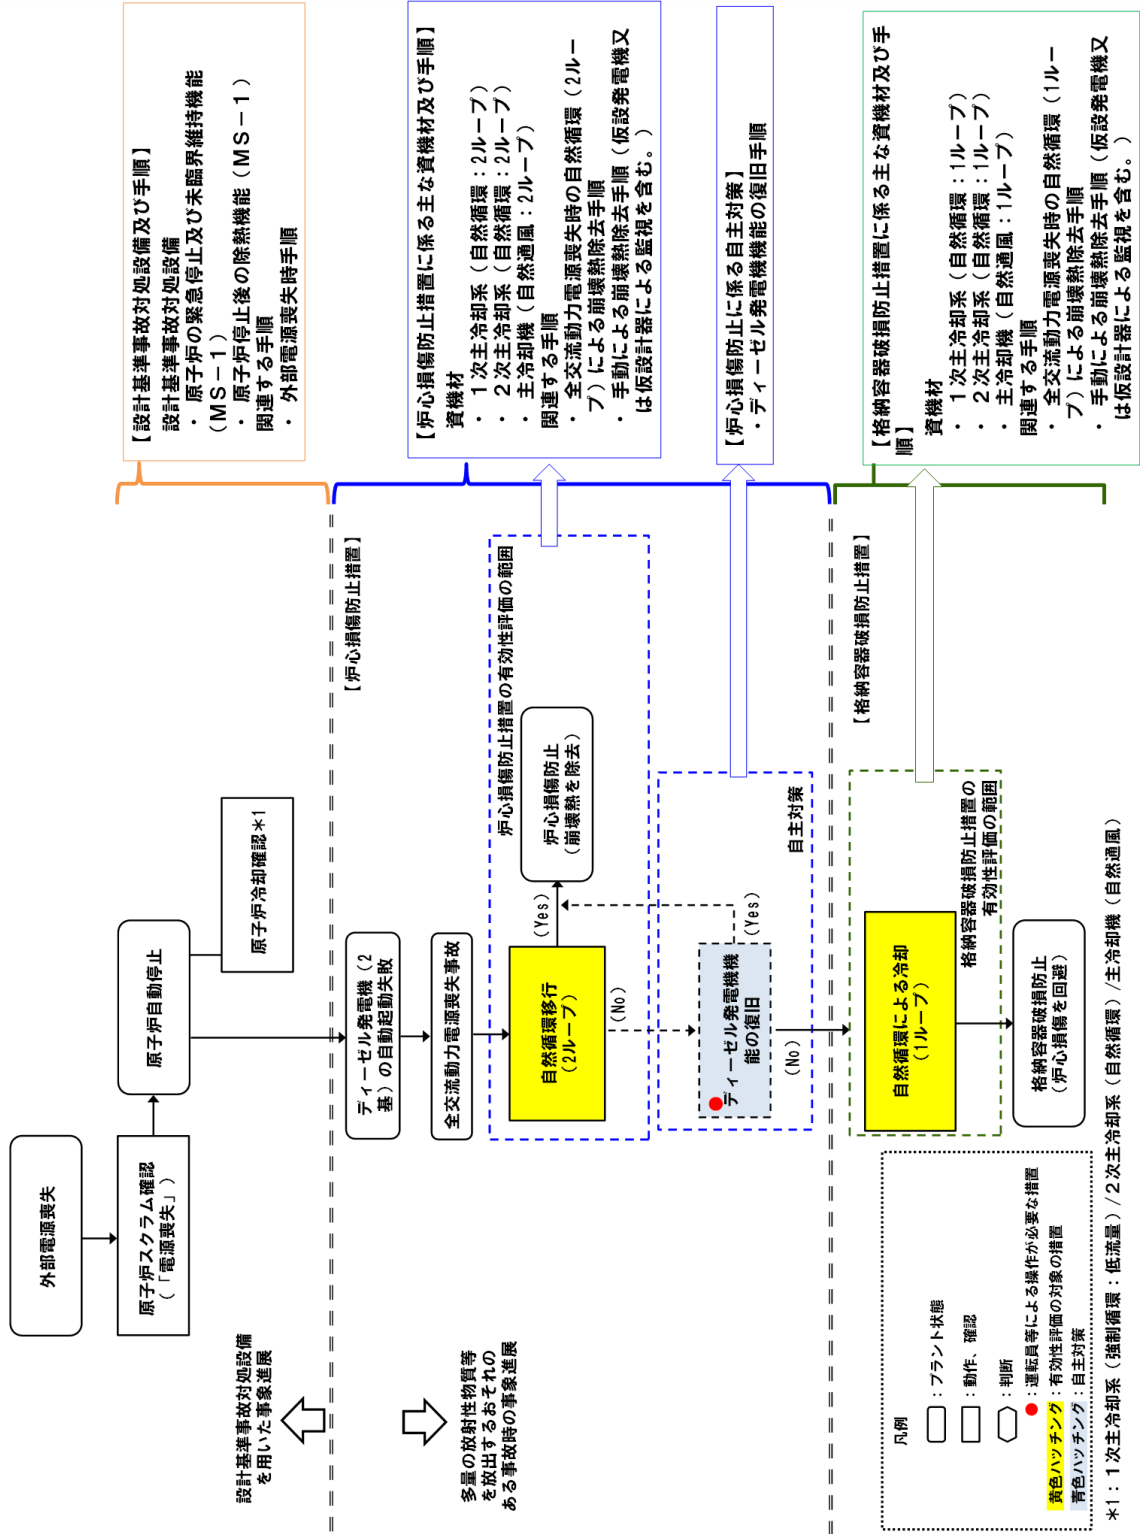 外部電源喪失
原子炉スクラム確認
(「電源喪失」)
原子炉自動停止
原子炉冷却確認*1
設計基準事故対処設備
を用いた事象進展
多量の放射性物質等
を放出するおそれの
ある事故時の事象進展
【炉心損傷防止措置】
ディーゼル発電機(2
基)の自動起動失敗
全交流動力電源喪失事故
炉心損傷防止措置の有効性評価の範囲
自然循環移行
(2ループ)
(Yes)
炉心損傷防止
(崩壊熱を除去)
(No)
ディーゼル発電機機
能の復旧
(Yes)
自主対策
(No)
【格納容器破損防止措置】
自然循環による冷却
(1ループ)
格納容器破損防止措置の
有効性評価の範囲
格納容器破損防止
(炉心損傷を回避)
【設計基準事故対処設備及び手順】
設計基準事故対処設備
・ 原子炉の緊急停止及び未臨界維持機能
(MS-1)
・ 原子炉停止後の除熱機能(MS-1)
関連する手順
・ 外部電源喪失時手順
【炉心損傷防止措置に係る主な資機材及び手順】
資機材
・ 1次主冷却系(自然循環:2ループ)
・ 2次主冷却系(自然循環:2ループ)
・ 主冷却機(自然通風:2ループ)
関連する手順
・ 全交流動力電源喪失時の自然循環(2ルー
プ)による崩壊熱除去手順
・ 手動による崩壊熱除去手順(仮設発電機又
は仮設計器による監視を含む。)
【炉心損傷防止に係る自主対策】
・ディーゼル発電機機能の復旧手順
【格納容器破損防止措置に係る主な資機材及び手
順】
資機材
・ 1次主冷却系(自然循環:1ループ)
・ 2次主冷却系(自然循環:1ループ)
・ 主冷却機(自然通風:1ループ)
関連する手順
・ 全交流動力電源喪失時の自然循環(1ルー
プ)による崩壊熱除去手順
・ 手動による崩壊熱除去手順(仮設発電機又
は仮設計器による監視を含む。)
凡例
:プラント状態
:動作、確認
:判断
:運転員等による操作が必要な措置
黄色ハッチング:有効性評価の対象の措置
青色ハッチング:自主対策
*1:1次主冷却系(強制循環:低流量)/2次主冷却系(自然循環)/主冷却機(自然通風)